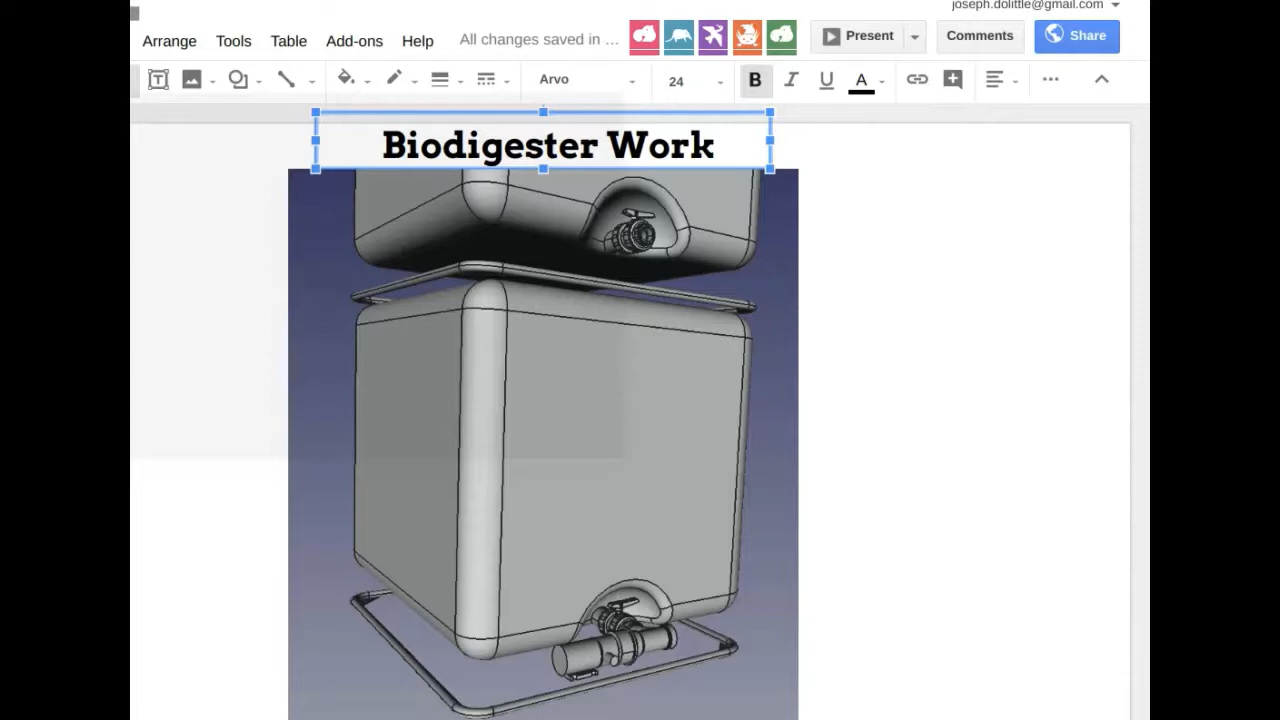 joseph.dolittle@gmail.com
Arrange Tools Table Add-ons Help All changes saved in ... Present Comments Share
T Arvo 24 B I U A
Biodigester Work